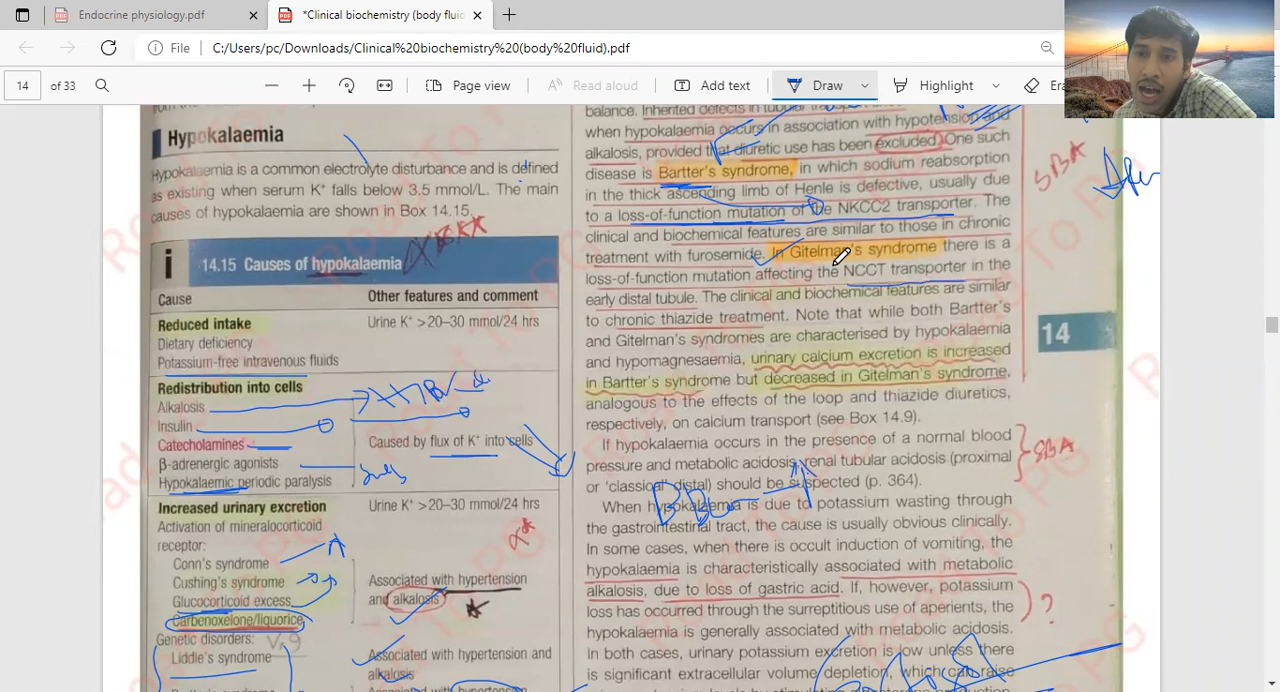 Endocrine physiology.pdf
*Clinical biochemistry (body fluid
File
C:/Users/pc/Downloads/Clinical%20biochemistry%20(body%20fluid).pdf
14 of 33
Page view
Read aloud
Add text
Draw
Highlight
Hypokalaemia
Hypokalaemia is a common electrolyte disturbance and is defined
as existing when serum K⁺ falls below 3.5 mmol/L. The main
causes of hypokalaemia are shown in Box 14.15.
i 14.15 Causes of hypokalaemia
Cause Other features and comment
Reduced intake Urine K⁺ >20–30 mmol/24 hrs
Dietary deficiency
Potassium-free intravenous fluids
Redistribution into cells
Alkalosis
Insulin
Catecholamines Caused by flux of K⁺ into cells
β-adrenergic agonists
Hypokalaemic periodic paralysis
Increased urinary excretion Urine K⁺ >20–30 mmol/24 hrs
Activation of mineralocorticoid
receptor:
Conn's syndrome
Cushing's syndrome Associated with hypertension
Glucocorticoid excess and alkalosis
Carbenoxelone/liquorice
Genetic disorders:
Liddle's syndrome Associated with hypertension and
alkalosis
balance. Inherited defects in tubular
when hypokalaemia occurs in association with hypotension and
alkalosis, provided that diuretic use has been excluded. One such
disease is Bartter's syndrome, in which sodium reabsorption
in the thick ascending limb of Henle is defective, usually due
to a loss-of-function mutation of the NKCC2 transporter. The
clinical and biochemical features are similar to those in chronic
treatment with furosemide. In Gitelman's syndrome there is a
loss-of-function mutation affecting the NCCT transporter in the
early distal tubule. The clinical and biochemical features are similar
to chronic thiazide treatment. Note that while both Bartter's
and Gitelman's syndromes are characterised by hypokalaemia
and hypomagnesaemia, urinary calcium excretion is increased
in Bartter's syndrome but decreased in Gitelman's syndrome,
analogous to the effects of the loop and thiazide diuretics,
respectively, on calcium transport (see Box 14.9).
If hypokalaemia occurs in the presence of a normal blood
pressure and metabolic acidosis, renal tubular acidosis (proximal
or 'classical' distal) should be suspected (p. 364).
When hypokalaemia is due to potassium wasting through
the gastrointestinal tract, the cause is usually obvious clinically.
In some cases, when there is occult induction of vomiting, the
hypokalaemia is characteristically associated with metabolic
alkalosis, due to loss of gastric acid. If, however, potassium
loss has occurred through the surreptitious use of aperients, the
hypokalaemia is generally associated with metabolic acidosis.
In both cases, urinary potassium excretion is low unless there
is significant extracellular volume depletion, which can raise
SBA
14
SBA
?